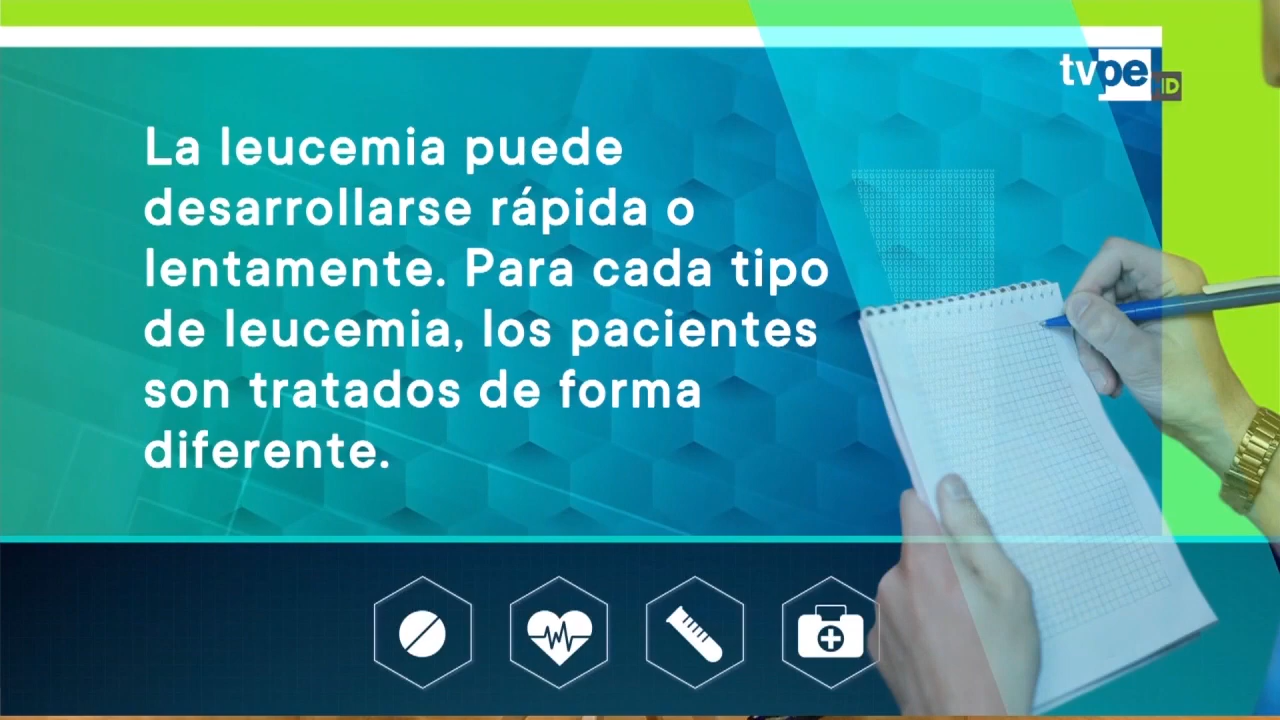 tvpe
HD
La leucemia puede
desarrollarse rápida o
lentamente. Para cada tipo
de leucemia, los pacientes
son tratados de forma
diferente.